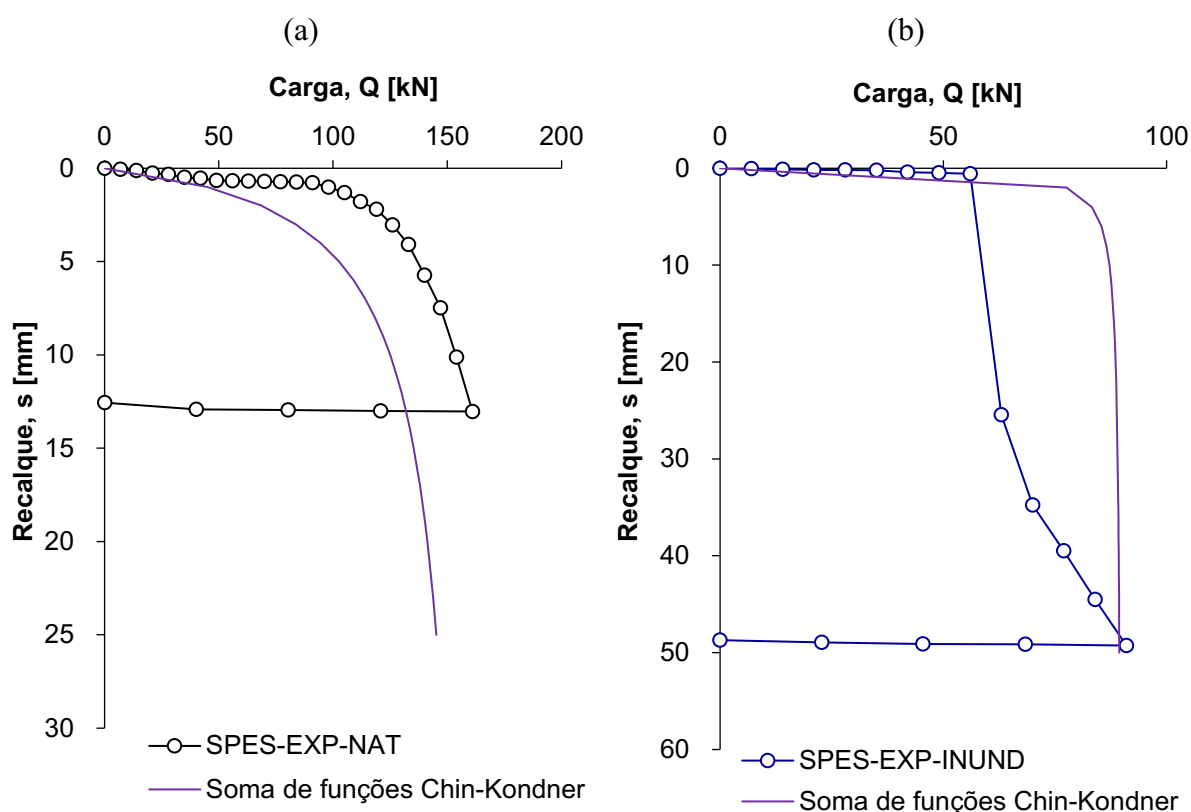 (a)
Carga, Q [kN]
0 50 100 150 200
0
5
10
15
20
25
30
Recalque, s [mm]
SPES-EXP-NAT
Soma de funções Chin-Kondner
(b)
Carga, Q [kN]
0 50 100
0
10
20
30
40
50
60
Recalque, s [mm]
SPES-EXP-INUND
Soma de funções Chin-Kondner